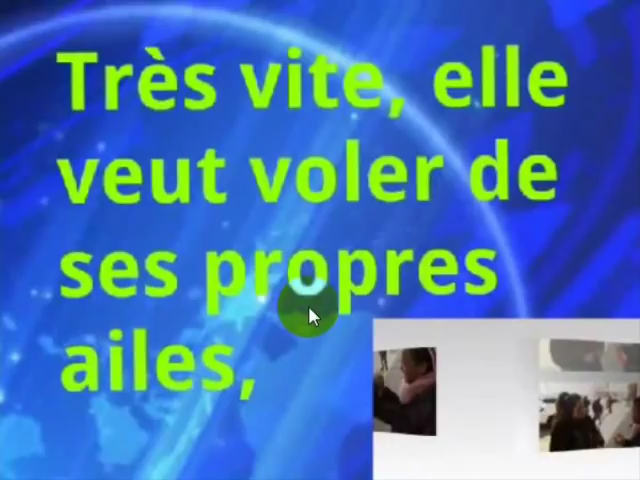 Très vite, elle
veut voler de
ses propres
ailes,